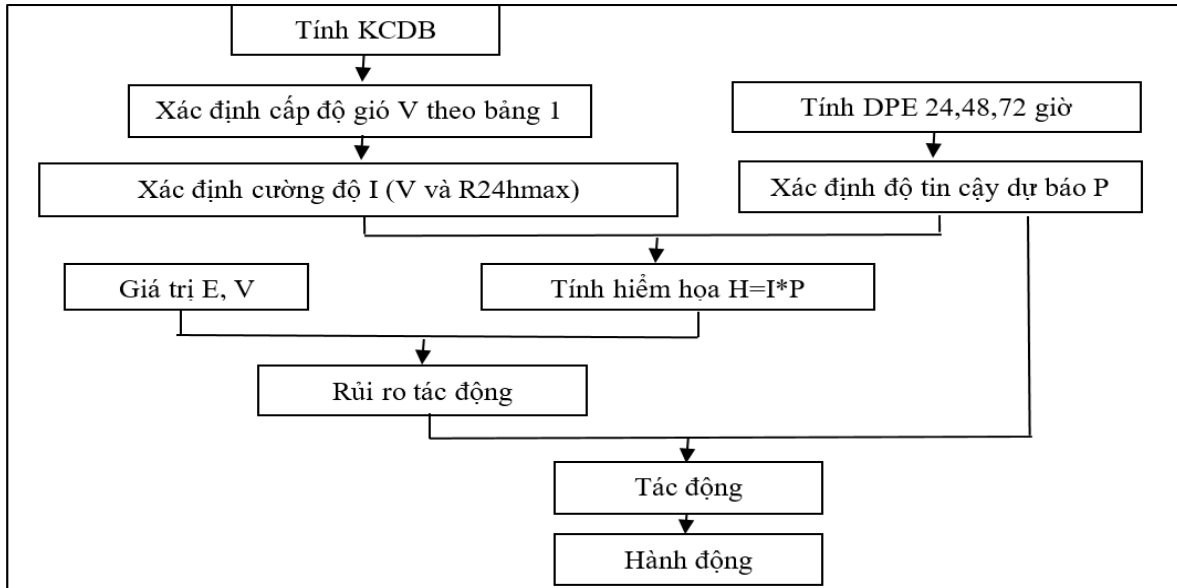 Tính KCDB
Xác định cấp độ gió V theo bảng 1
Tính DPE 24,48,72 giờ
Xác định cường độ I (V và R24hmax)
Xác định độ tin cậy dự báo P
Giá trị E, V
Tính hiểm họa H=I*P
Rủi ro tác động
Tác động
Hành động